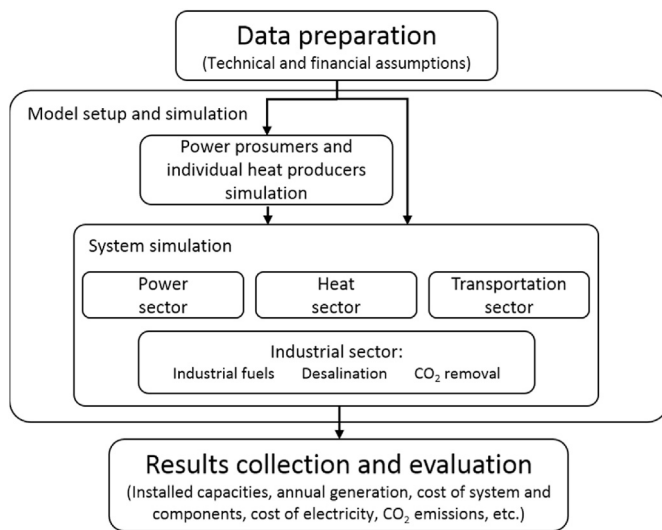 Data preparation
(Technical and financial assumptions)
Model setup and simulation
Power prosumers and
individual heat producers
simulation
System simulation
Power
sector
Heat
sector
Transportation
sector
Industrial sector:
Industrial fuels Desalination CO₂ removal
Results collection and evaluation
(Installed capacities, annual generation, cost of system and
components, cost of electricity, CO₂ emissions, etc.)